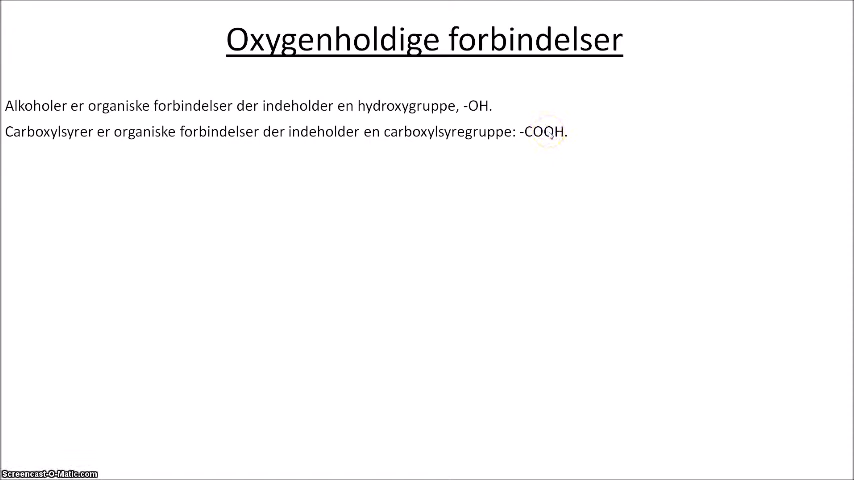 Oxygenholdige forbindelser
Alkoholer er organiske forbindelser der indeholder en hydroxygruppe, -OH.
Carboxylsyrer er organiske forbindelser der indeholder en carboxylsyregruppe: -COOH.
Screencast-O-Matic.com